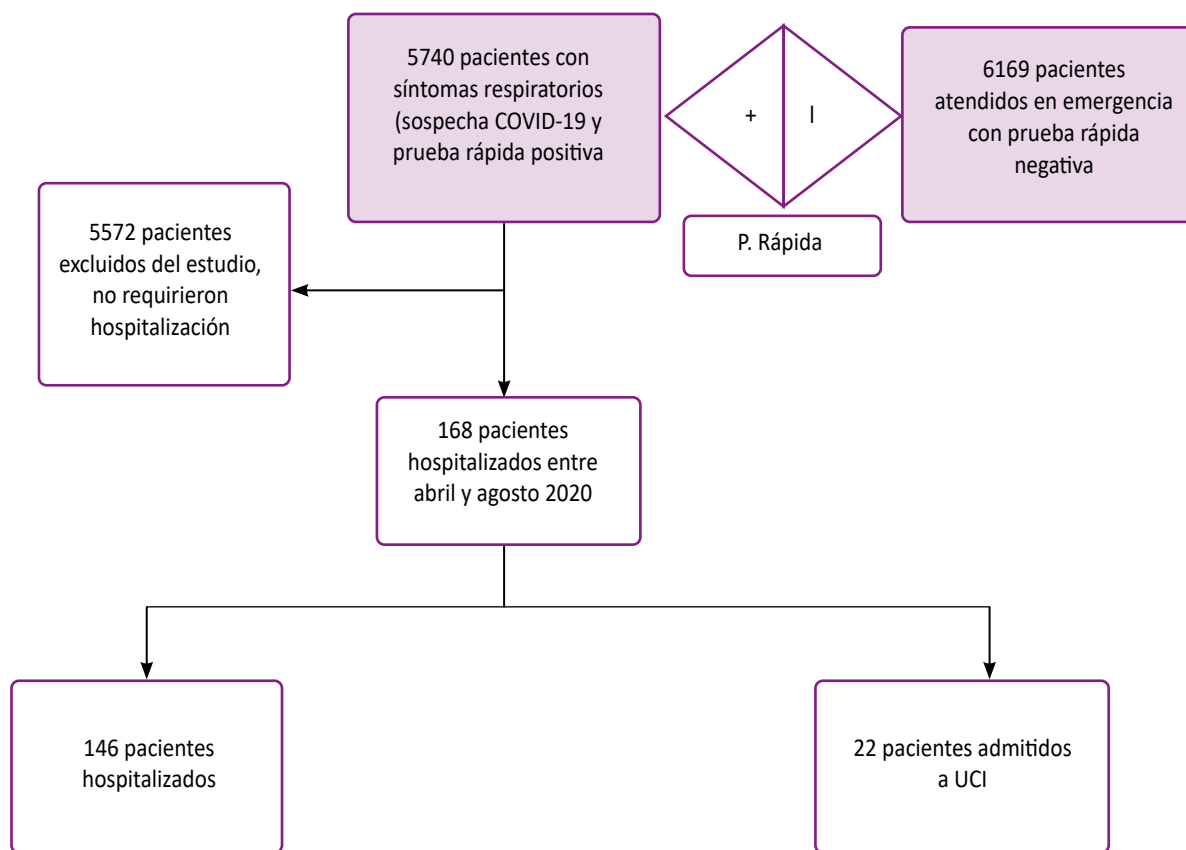 5740 pacientes con
síntomas respiratorios
(sospecha COVID-19 y
prueba rápida positiva
+
I
6169 pacientes
atendidos en emergencia
con prueba rápida
negativa
P. Rápida
5572 pacientes
excluidos del estudio,
no requirieron
hospitalización
168 pacientes
hospitalizados entre
abril y agosto 2020
146 pacientes
hospitalizados
22 pacientes admitidos
a UCI